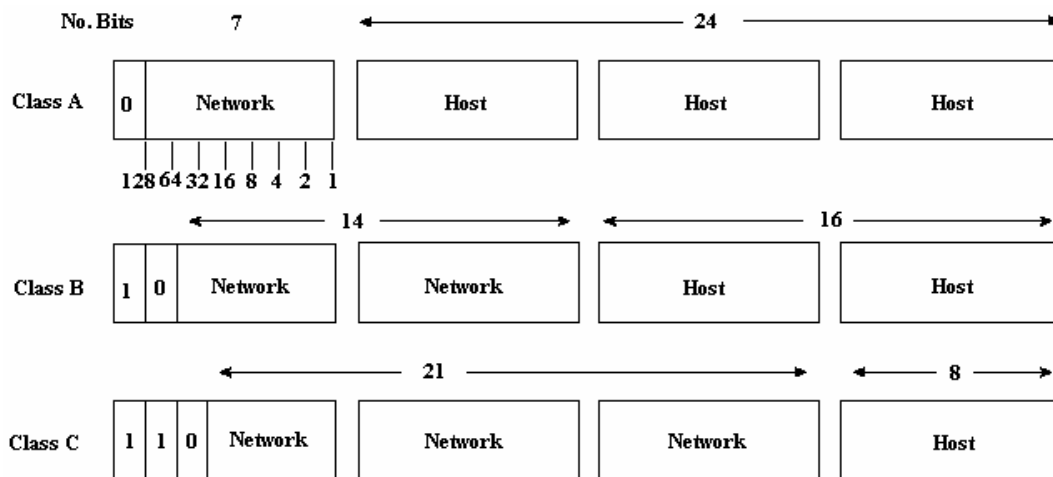 No. Bits 7 24
Class A 0 Network Host Host Host
128 64 32 16 8 4 2 1
14 16
Class B 1 0 Network Network Host Host
21 8
Class C 1 1 0 Network Network Network Host